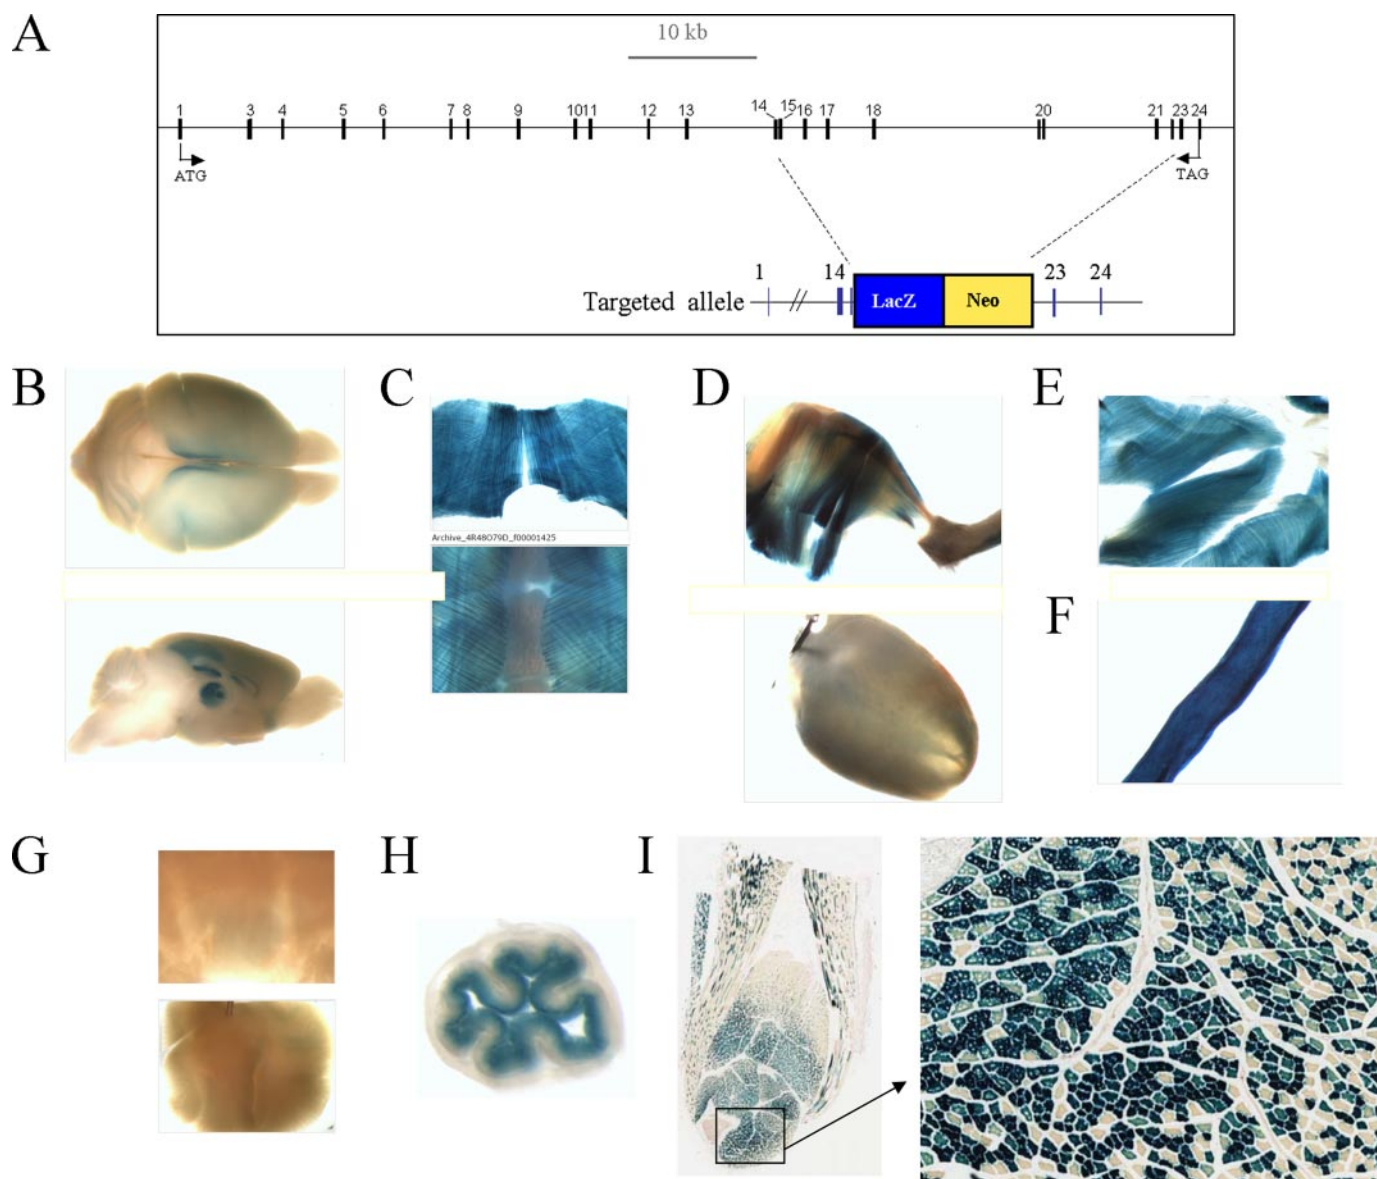 A
10 kb
1 3 4 5 6 7 8 9 10 11 12 13 14 15 16 17 18 20 21 23 24
ATG
TAG
1 14 23 24
Targeted allele
LacZ
Neo
B
C
D
E
Archive_4R48O79D_f00001425
F
G
H
I